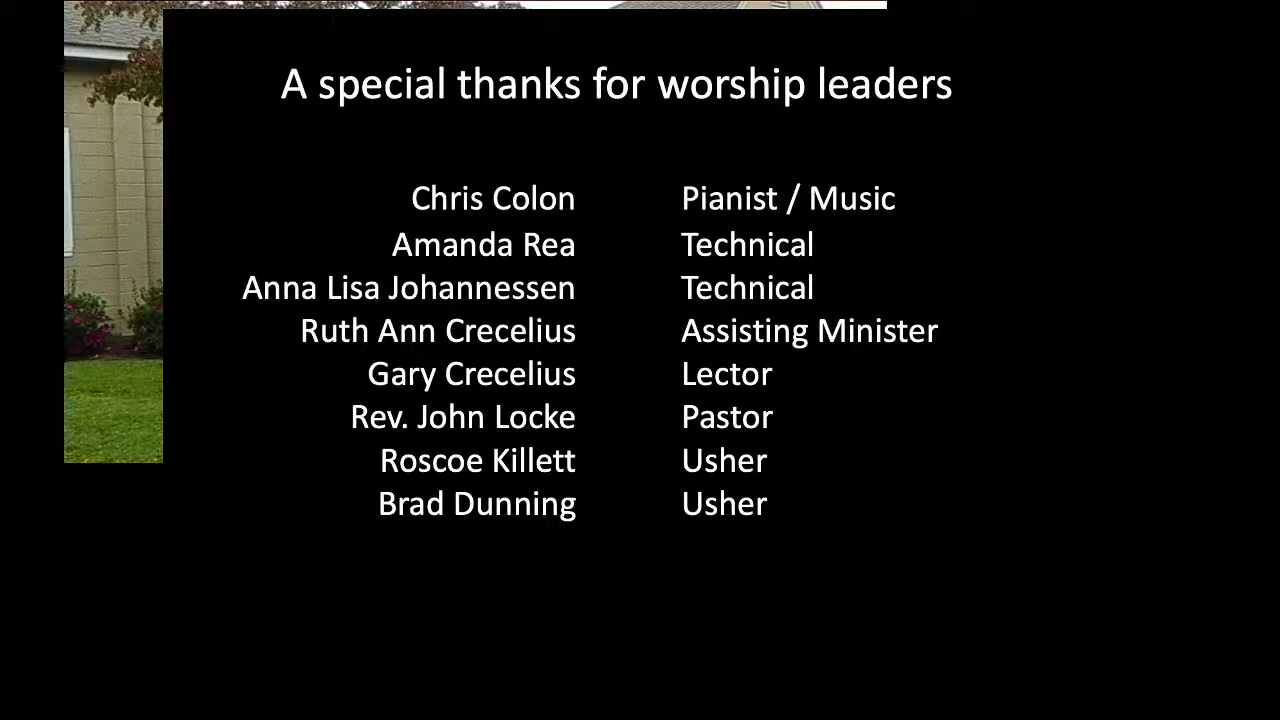 A special thanks for worship leaders
Chris Colon Pianist / Music
Amanda Rea Technical
Anna Lisa Johannessen Technical
Ruth Ann Crecelius Assisting Minister
Gary Crecelius Lector
Rev. John Locke Pastor
Roscoe Killett Usher
Brad Dunning Usher